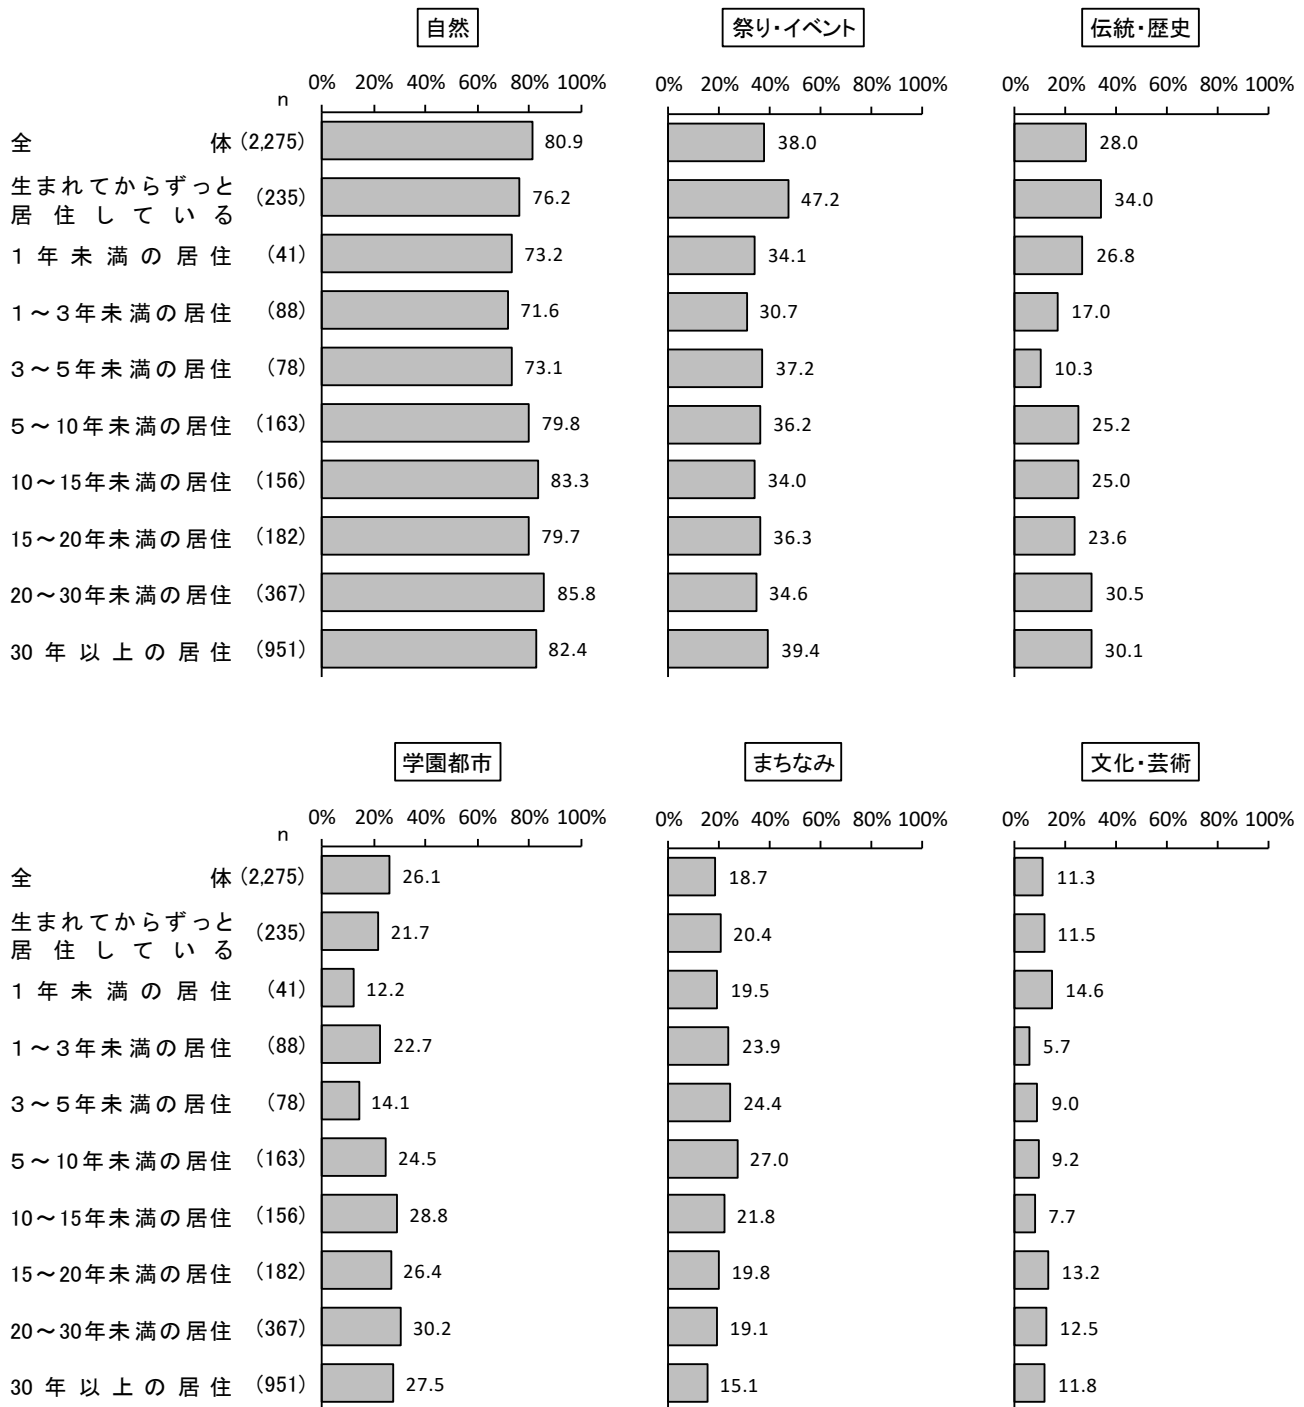 自然 祭り・イベント 伝統・歴史
0% 20% 40% 60% 80% 100% 0% 20% 40% 60% 80% 100% 0% 20% 40% 60% 80% 100%
n
全体 (2,275) 80.9 38.0 28.0
生まれてからずっと
居住している (235) 76.2 47.2 34.0
1年未満の居住 (41) 73.2 34.1 26.8
1～3年未満の居住 (88) 71.6 30.7 17.0
3～5年未満の居住 (78) 73.1 37.2 10.3
5～10年未満の居住 (163) 79.8 36.2 25.2
10～15年未満の居住 (156) 83.3 34.0 25.0
15～20年未満の居住 (182) 79.7 36.3 23.6
20～30年未満の居住 (367) 85.8 34.6 30.5
30年以上の居住 (951) 82.4 39.4 30.1
学園都市 まちなみ 文化・芸術
0% 20% 40% 60% 80% 100% 0% 20% 40% 60% 80% 100% 0% 20% 40% 60% 80% 100%
n
全体 (2,275) 26.1 18.7 11.3
生まれてからずっと
居住している (235) 21.7 20.4 11.5
1年未満の居住 (41) 12.2 19.5 14.6
1～3年未満の居住 (88) 22.7 23.9 5.7
3～5年未満の居住 (78) 14.1 24.4 9.0
5～10年未満の居住 (163) 24.5 27.0 9.2
10～15年未満の居住 (156) 28.8 21.8 7.7
15～20年未満の居住 (182) 26.4 19.8 13.2
20～30年未満の居住 (367) 30.2 19.1 12.5
30年以上の居住 (951) 27.5 15.1 11.8